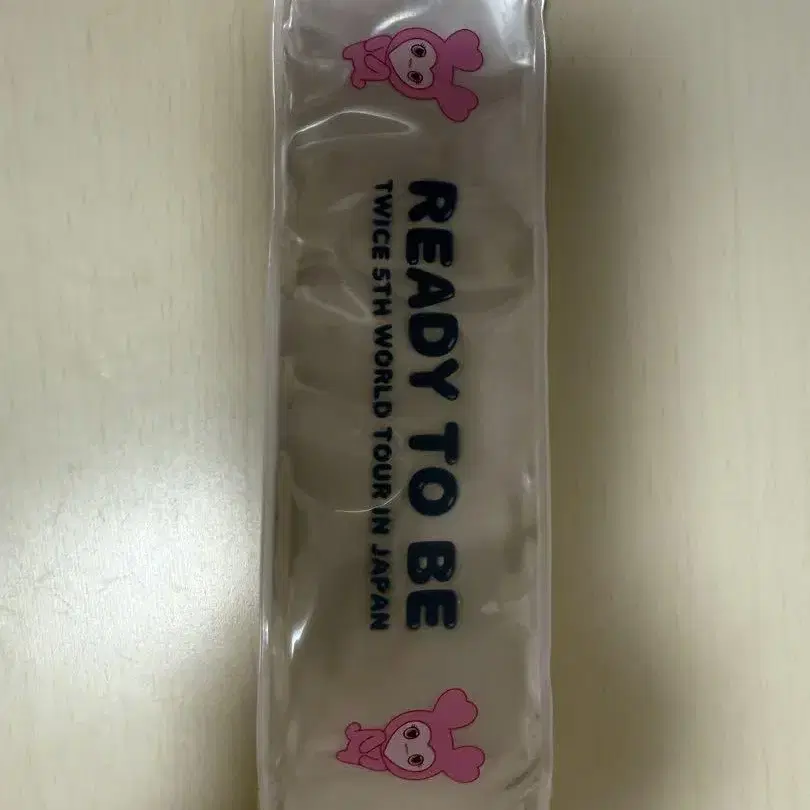 READY TO BE
TWICE 5TH WORLD TOUR IN JAPAN